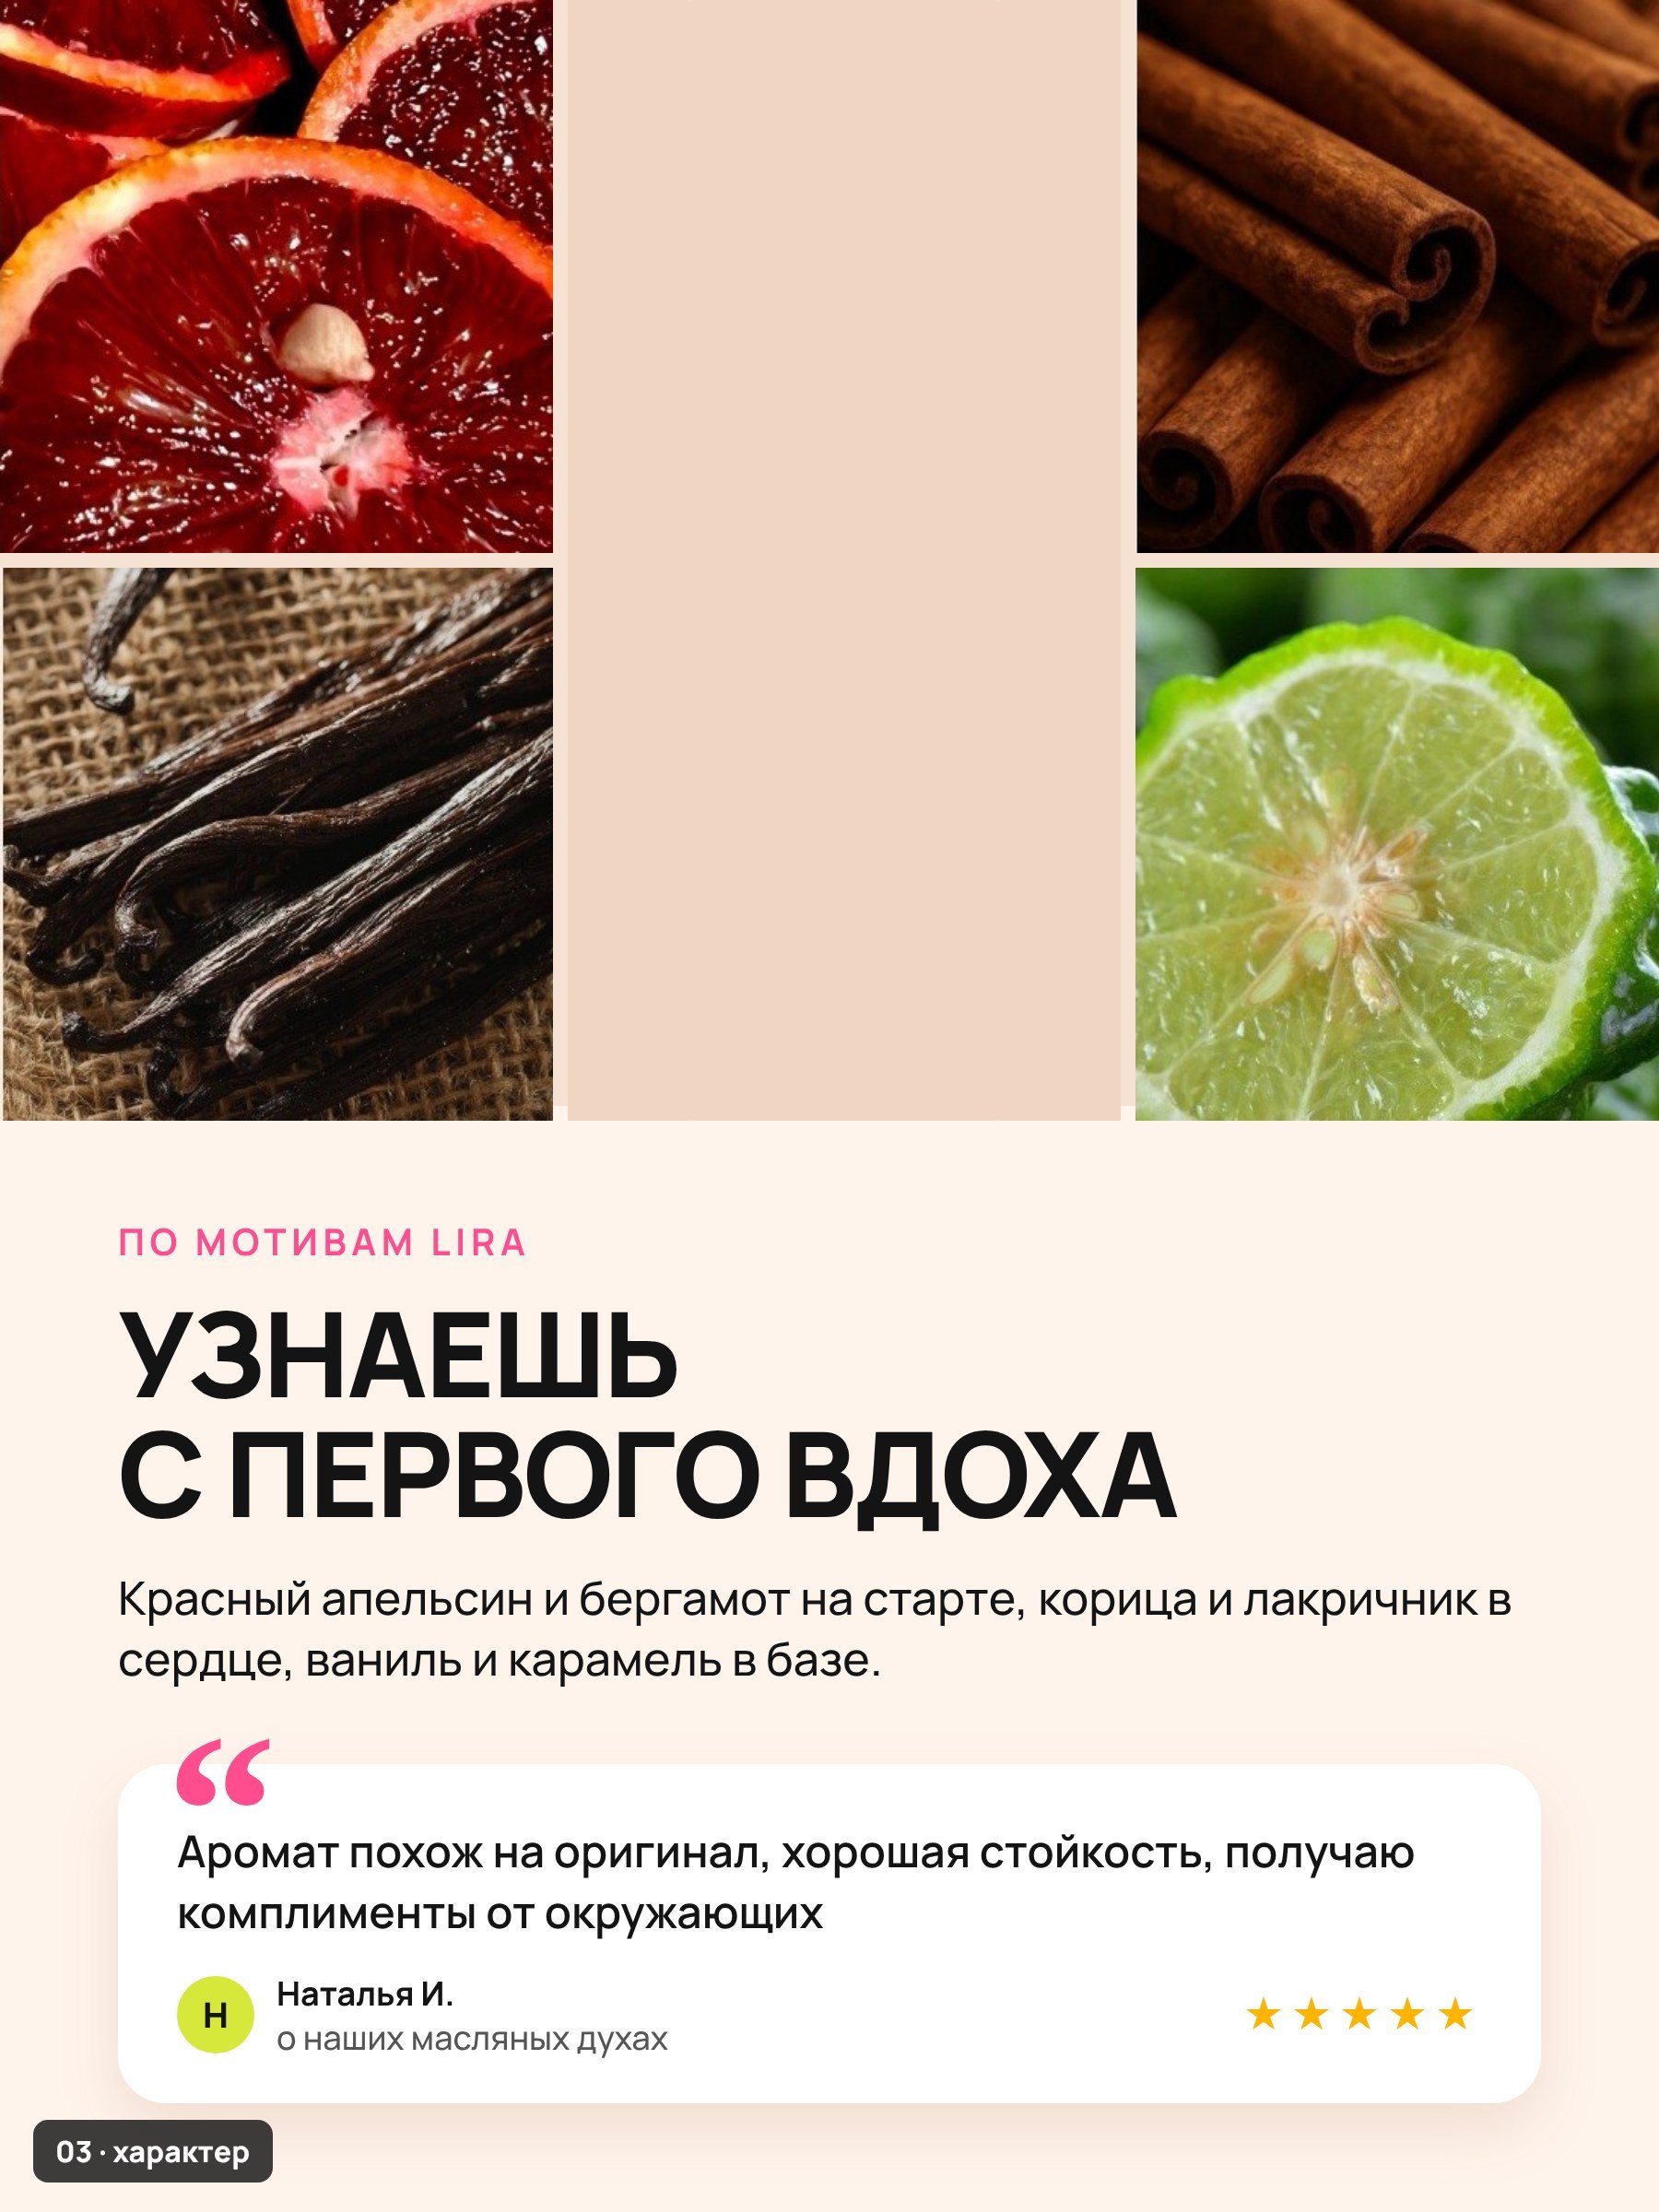 ПО МОТИВАМ LIRA
УЗНАЕШЬ
С ПЕРВОГО ВДОХА
Красный апельсин и бергамот на старте, корица и лакричник в
сердце, ваниль и карамель в базе.
“
Аромат похож на оригинал, хорошая стойкость, получаю
комплименты от окружающих
Н
Наталья И.
о наших масляных духах
★★★★★
03 · характер